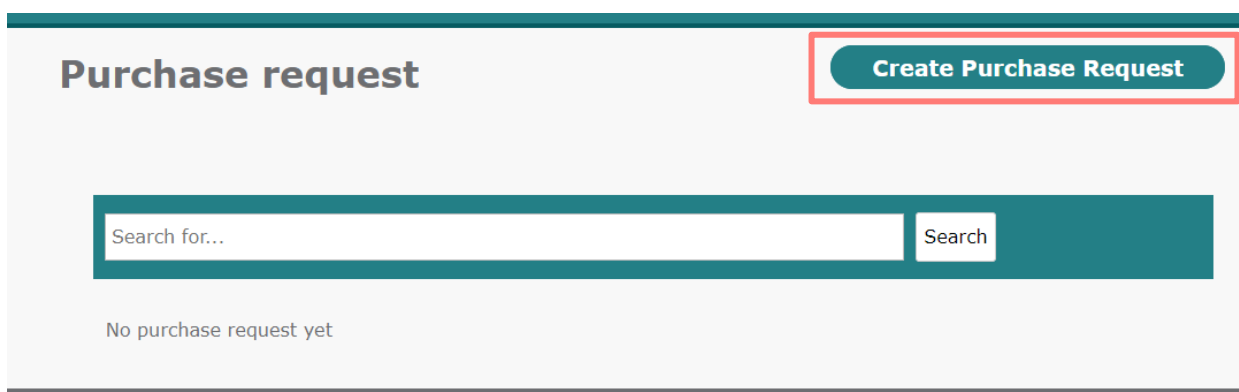 Purchase request
Create Purchase Request
Search for...
Search
No purchase request yet